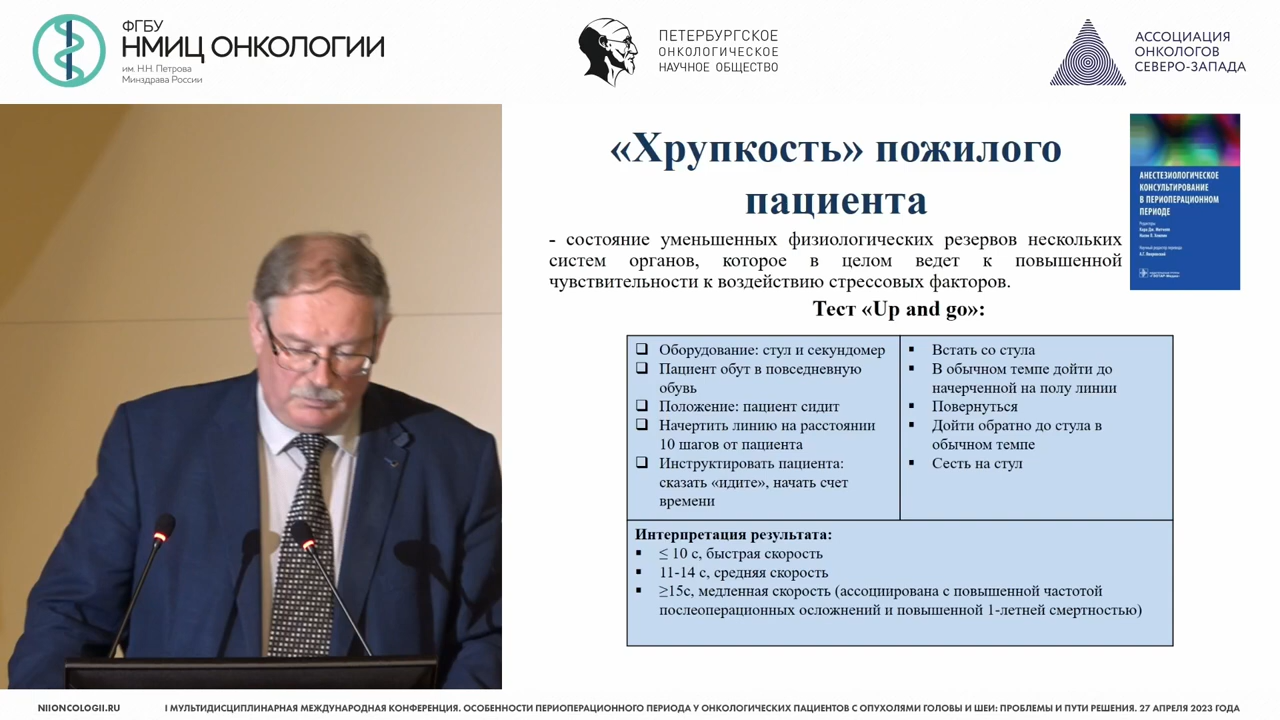 ФГБУ
НМИЦ ОНКОЛОГИИ
им. Н.Н. Петрова
Минздрава России
ПЕТЕРБУРГСКОЕ
ОНКОЛОГИЧЕСКОЕ
НАУЧНОЕ ОБЩЕСТВО
АССОЦИАЦИЯ
ОНКОЛОГОВ
СЕВЕРО-ЗАПАДА
«Хрупкость» пожилого
пациента
- состояние уменьшенных физиологических резервов нескольких
систем органов, которое в целом ведет к повышенной
чувствительности к воздействию стрессовых факторов.
АНЕСТЕЗИОЛОГИЧЕСКОЕ
КОНСУЛЬТИРОВАНИЕ
В ПЕРИОПЕРАЦИОННОМ
ПЕРИОДЕ
Тест «Up and go»:
Оборудование: стул и секундомер
Пациент обут в повседневную
обувь
Положение: пациент сидит
Начертить линию на расстоянии
10 шагов от пациента
Инструктировать пациента:
сказать «идите», начать счет
времени
Встать со стула
В обычном темпе дойти до
начерченной на полу линии
Повернуться
Дойти обратно до стула в
обычном темпе
Сесть на стул
Интерпретация результата:
≤ 10 с, быстрая скорость
11-14 с, средняя скорость
≥15с, медленная скорость (ассоциирована с повышенной частотой
послеоперационных осложнений и повышенной 1-летней смертностью)
NIIONCOLOGII.RU
I МУЛЬТИДИСЦИПЛИНАРНАЯ МЕЖДУНАРОДНАЯ КОНФЕРЕНЦИЯ. ОСОБЕННОСТИ ПЕРИОПЕРАЦИОННОГО ПЕРИОДА У ОНКОЛОГИЧЕСКИХ ПАЦИЕНТОВ С ОПУХОЛЯМИ ГОЛОВЫ И ШЕИ: ПРОБЛЕМЫ И ПУТИ РЕШЕНИЯ. 27 АПРЕЛЯ 2023 ГОДА